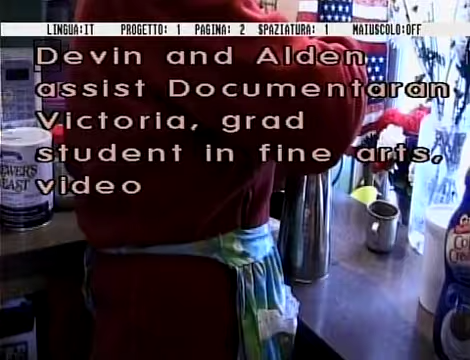 LINGUA:IT PROGETTO: 1 PAGINA: 2 SPAZIATURA: 1 MAIUSCOLO:OFF
Devin and Alden
assist Documentaran
Victoria, grad
student in fine arts,
video
EAST